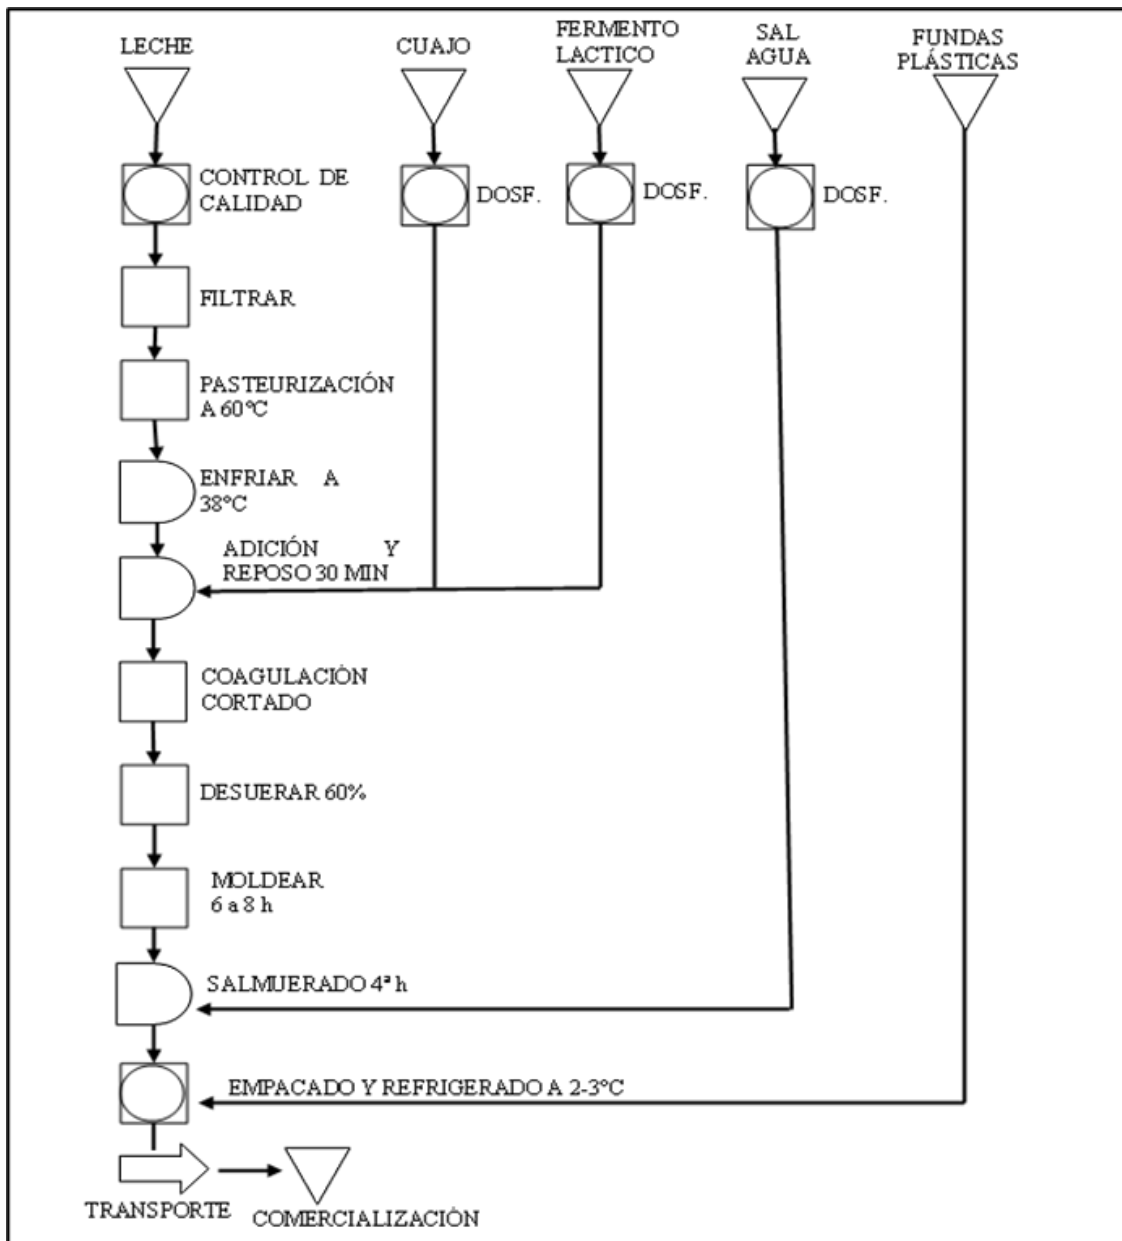 LECHE
CUAJO
FERMENTO
LACTICO
SAL
AGUA
FUNDAS
PLÁSTICAS
CONTROL DE
CALIDAD
DOSF.
DOSF.
DOSF.
FILTRAR
PASTEURIZACIÓN
A 60°C
ENFRIAR A
38°C
ADICIÓN Y
REPOSO 30 MIN
COAGULACIÓN
CORTADO
DESUERAR 60%
MOLDEAR
6 a 8 h
SALMUERADO 4ª h
EMPACADO Y REFRIGERADO A 2-3°C
TRANSPORTE
COMERCIALIZACIÓN